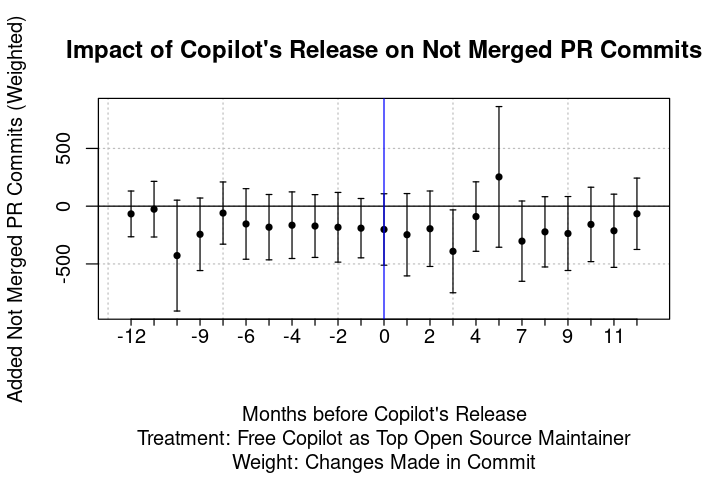 Impact of Copilot's Release on Not Merged PR Commits
Added Not Merged PR Commits (Weighted)
500
0
-500
-12 -9 -6 -4 -2 0 2 4 7 9 11
Months before Copilot's Release
Treatment: Free Copilot as Top Open Source Maintainer
Weight: Changes Made in Commit